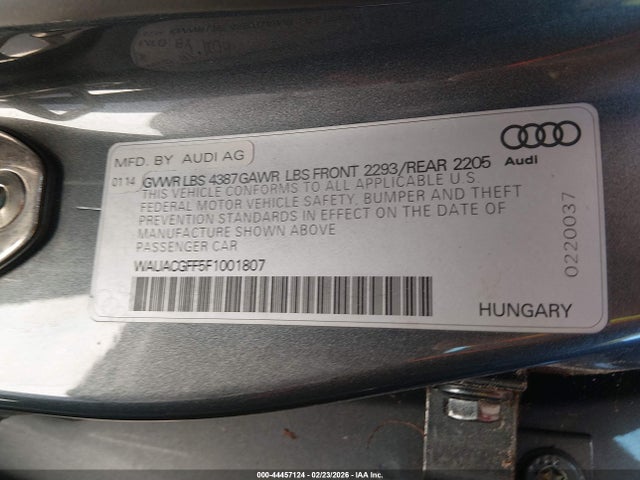 MFD. BY AUDI AG
0114 GVWR LBS 4387 GAWR LBS FRONT 2293/REAR 2205
THIS VEHICLE CONFORMS TO ALL APPLICABLE U S
FEDERAL MOTOR VEHICLE SAFETY, BUMPER AND THEFT
PREVENTION STANDARDS IN EFFECT ON THE DATE OF
MANUFACTURE SHOWN ABOVE
PASSENGER CAR
WAUACGFF5F1001807
Audi
0220037
HUNGARY
000-44457124 - 02/23/2026 - IAA Inc.